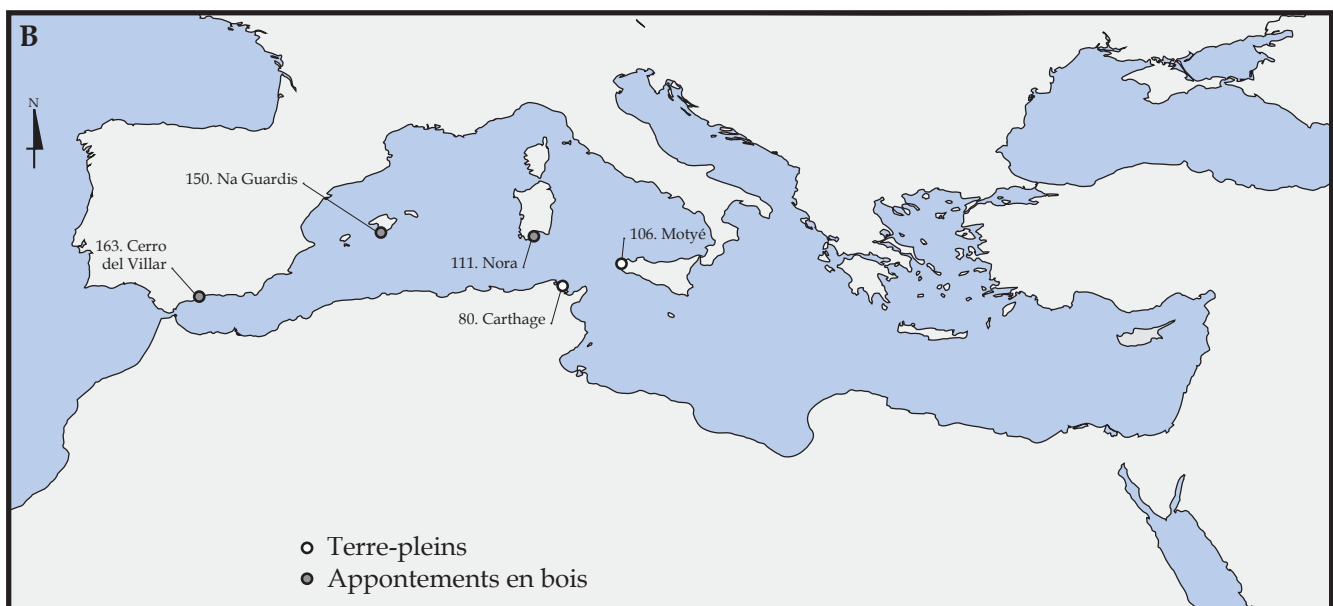 B
N
150. Na Guardis
163. Cerro
del Villar
111. Nora
106. Motyé
80. Carthage
Terre-pleins
Appontements en bois